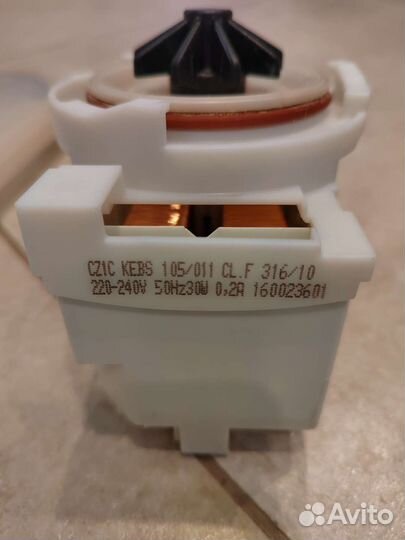 CZ1C KEBS 105/011 CL.F 316/10
220-240V 50Hz30W 0,2A 160023601
Avito